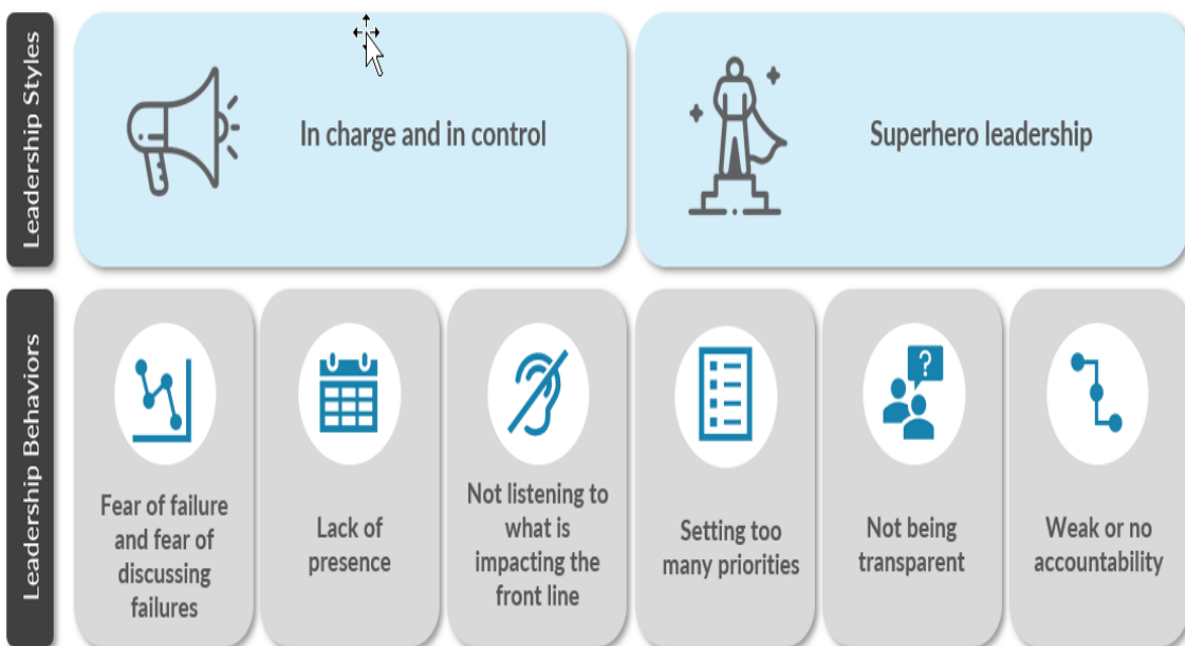 Leadership Styles
In charge and in control
Superhero leadership
Leadership Behaviors
Fear of failure
and fear of
discussing
failures
Lack of
presence
Not listening to
what is
impacting the
front line
Setting too
many priorities
?
Not being
transparent
Weak or no
accountability